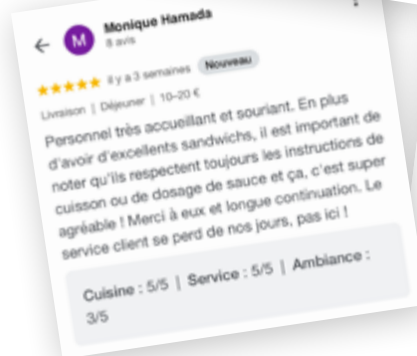 Monique Hamada
M
8 avis
★★★★★ il y a 3 semaines Nouveau
Livraison | Déjeuner | 10–20 €
Personnel très accueillant et souriant. En plus
d'avoir d'excellents sandwichs, il est important de
noter qu'ils respectent toujours les instructions de
cuisson ou de dosage de sauce et ça, c'est super
agréable ! Merci à eux et longue continuation. Le
service client se perd de nos jours, pas ici !
Cuisine : 5/5 | Service : 5/5 | Ambiance :
3/5